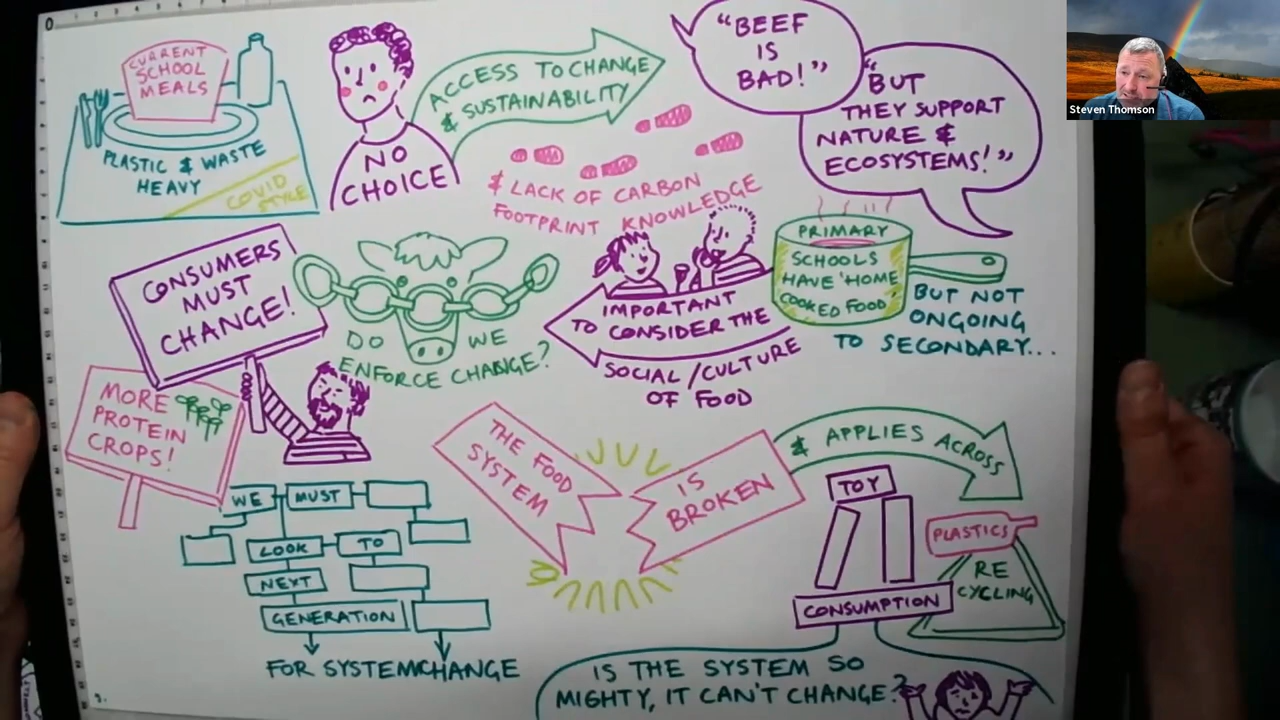 CURRENT
SCHOOL
MEALS
PLASTIC & WASTE
HEAVY
COVID
STYLE
NO
CHOICE
ACCESS TO CHANGE
& SUSTAINABILITY
& LACK OF CARBON
FOOTPRINT KNOWLEDGE
"BEEF
IS
BAD!"
"BUT
THEY SUPPORT
NATURE &
ECOSYSTEMS!"
Steven Thomson
CONSUMERS
MUST
CHANGE!
DO WE
ENFORCE CHANGE?
IMPORTANT
TO CONSIDER THE
SOCIAL/CULTURE
OF FOOD
PRIMARY
SCHOOLS
HAVE 'HOME
COOKED FOOD'
BUT NOT
ONGOING
TO SECONDARY...
MORE
PROTEIN
CROPS!
WE MUST
LOOK TO
NEXT
GENERATION
FOR SYSTEM CHANGE
THE FOOD
SYSTEM
IS
BROKEN
& APPLIES ACROSS
TOY
CONSUMPTION
PLASTICS
RE
CYCLING
IS THE SYSTEM SO
MIGHTY, IT CAN'T CHANGE?